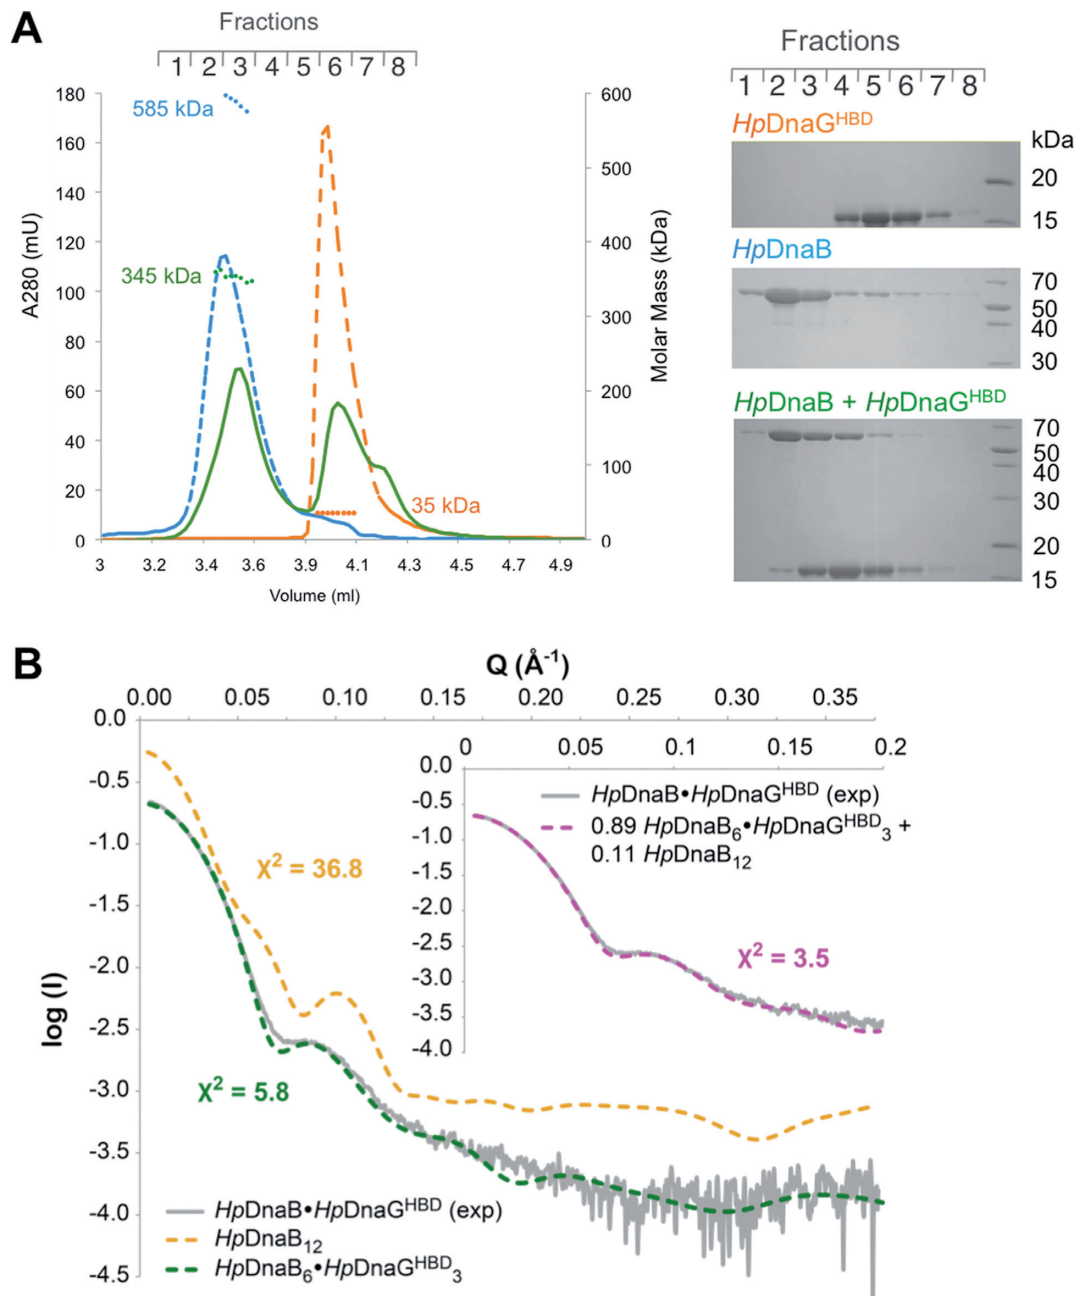 A
Fractions
1 2 3 4 5 6 7 8
180
160
140
120
100
80
60
40
20
0
A280 (mU)
585 kDa
345 kDa
35 kDa
600
500
400
300
200
100
0
Molar Mass (kDa)
3 3.2 3.4 3.6 3.9 4.1 4.3 4.5 4.7 4.9
Volume (ml)
Fractions
1 2 3 4 5 6 7 8
HpDnaGᴴᴮᴰ
kDa
20
15
HpDnaB
70
50
40
30
HpDnaB + HpDnaGᴴᴮᴰ
70
50
40
30
20
15
B
Q (Å⁻¹)
0.00 0.05 0.10 0.15 0.20 0.25 0.30 0.35
0.0
-0.5
-1.0
-1.5
-2.0
-2.5
-3.0
-3.5
-4.0
-4.5
log (I)
χ² = 36.8
χ² = 5.8
HpDnaB•HpDnaGᴴᴮᴰ (exp)
HpDnaB₁₂
HpDnaB₆•HpDnaGᴴᴮᴰ₃
0 0.05 0.1 0.15 0.2
0.0
-0.5
-1.0
-1.5
-2.0
-2.5
-3.0
-3.5
-4.0
HpDnaB•HpDnaGᴴᴮᴰ (exp)
0.89 HpDnaB₆•HpDnaGᴴᴮᴰ₃ +
0.11 HpDnaB₁₂
χ² = 3.5